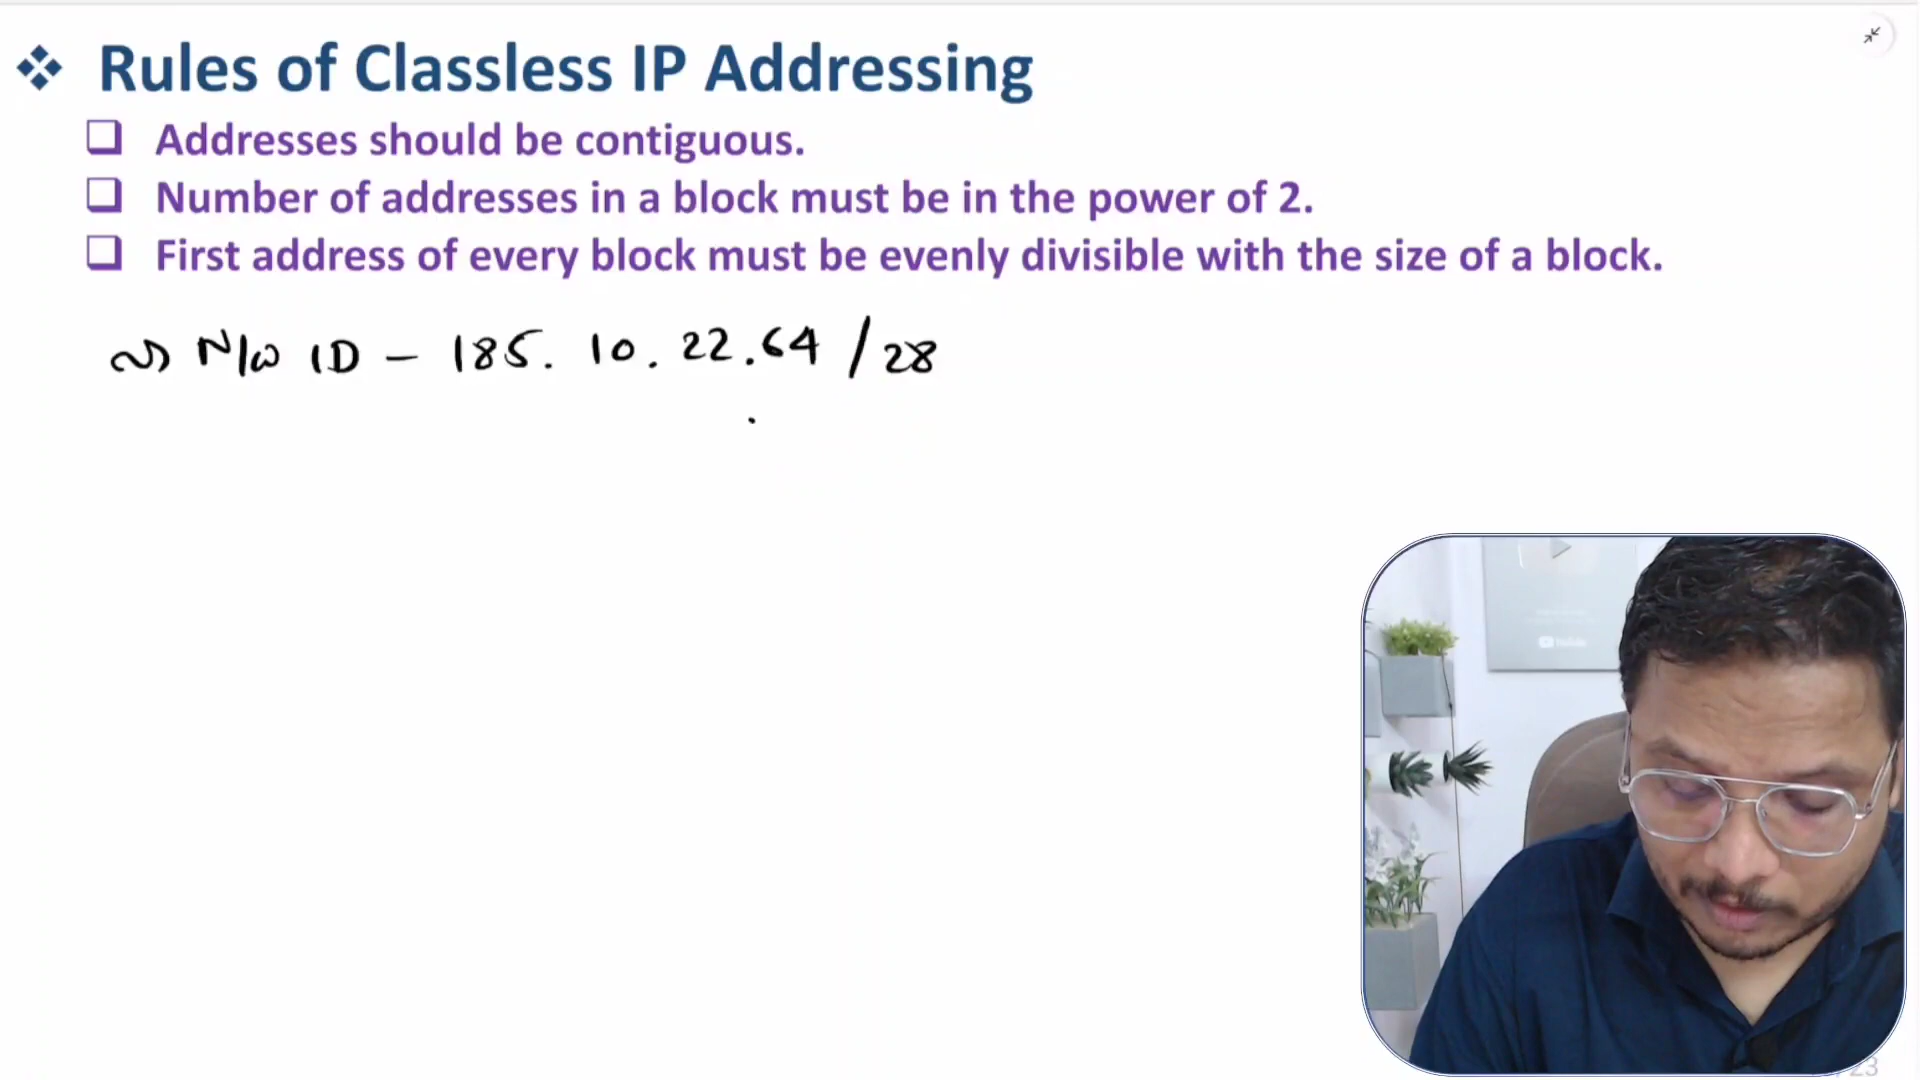 ❖ Rules of Classless IP Addressing
❑ Addresses should be contiguous.
❑ Number of addresses in a block must be in the power of 2.
❑ First address of every block must be evenly divisible with the size of a block.
N/W ID - 185. 10. 22.64 /28
YouTube
23